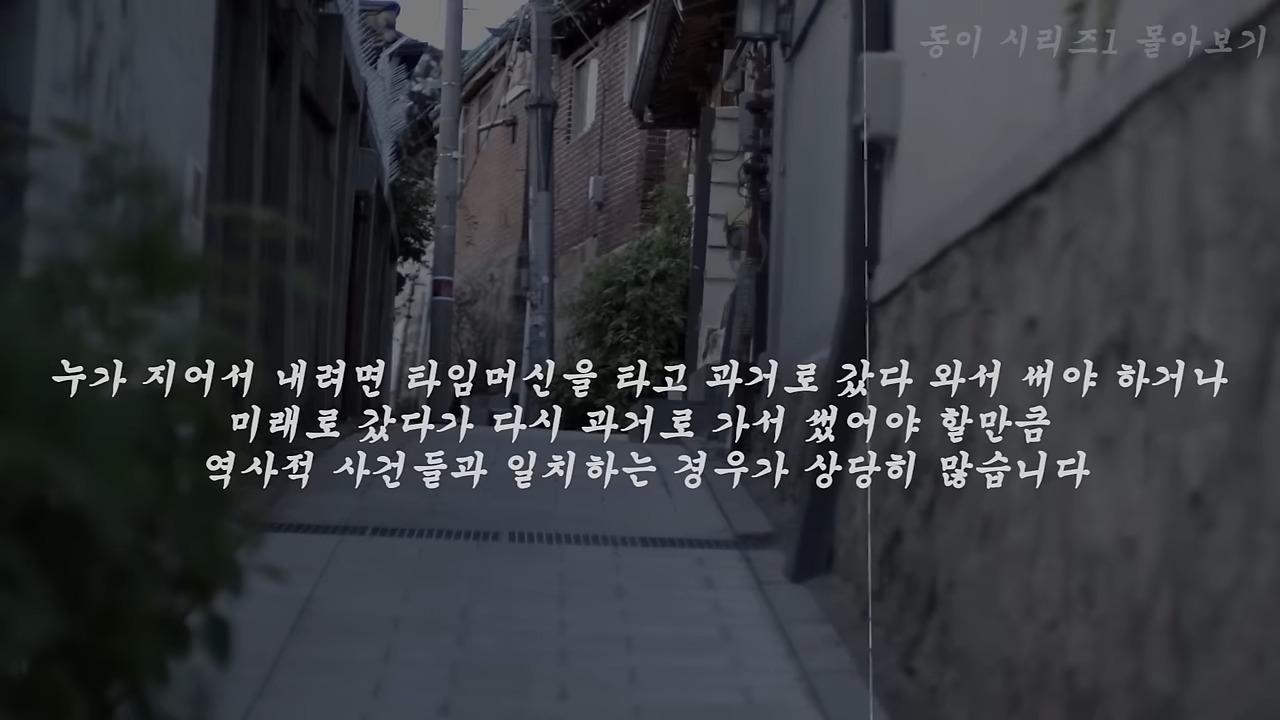 동이 시리즈1 몰아보기
누가 지어서 내려면 타임머신을 타고 과거로 갔다 와서 써야 하거나
미래로 갔다가 다시 과거로 가서 썼어야 할만큼
역사적 사건들과 일치하는 경우가 상당히 많습니다